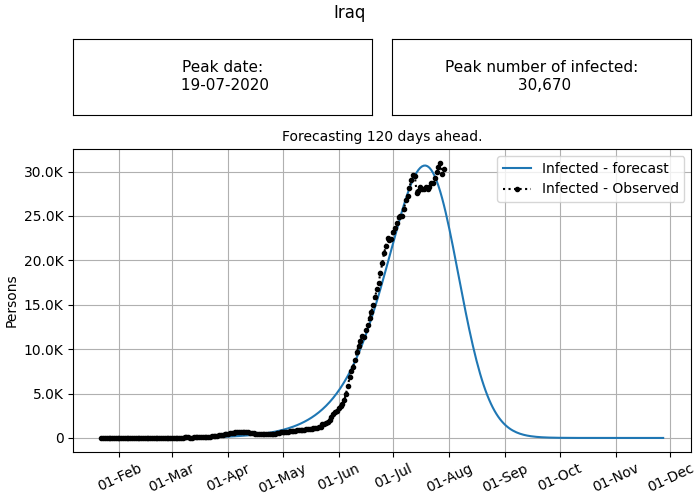 Iraq
Peak date:
19-07-2020
Peak number of infected:
30,670
Forecasting 120 days ahead.
Infected - forecast
Infected - Observed
Persons
30.0K
25.0K
20.0K
15.0K
10.0K
5.0K
0
01-Feb
01-Mar
01-Apr
01-May
01-Jun
01-Jul
01-Aug
01-Sep
01-Oct
01-Nov
01-Dec